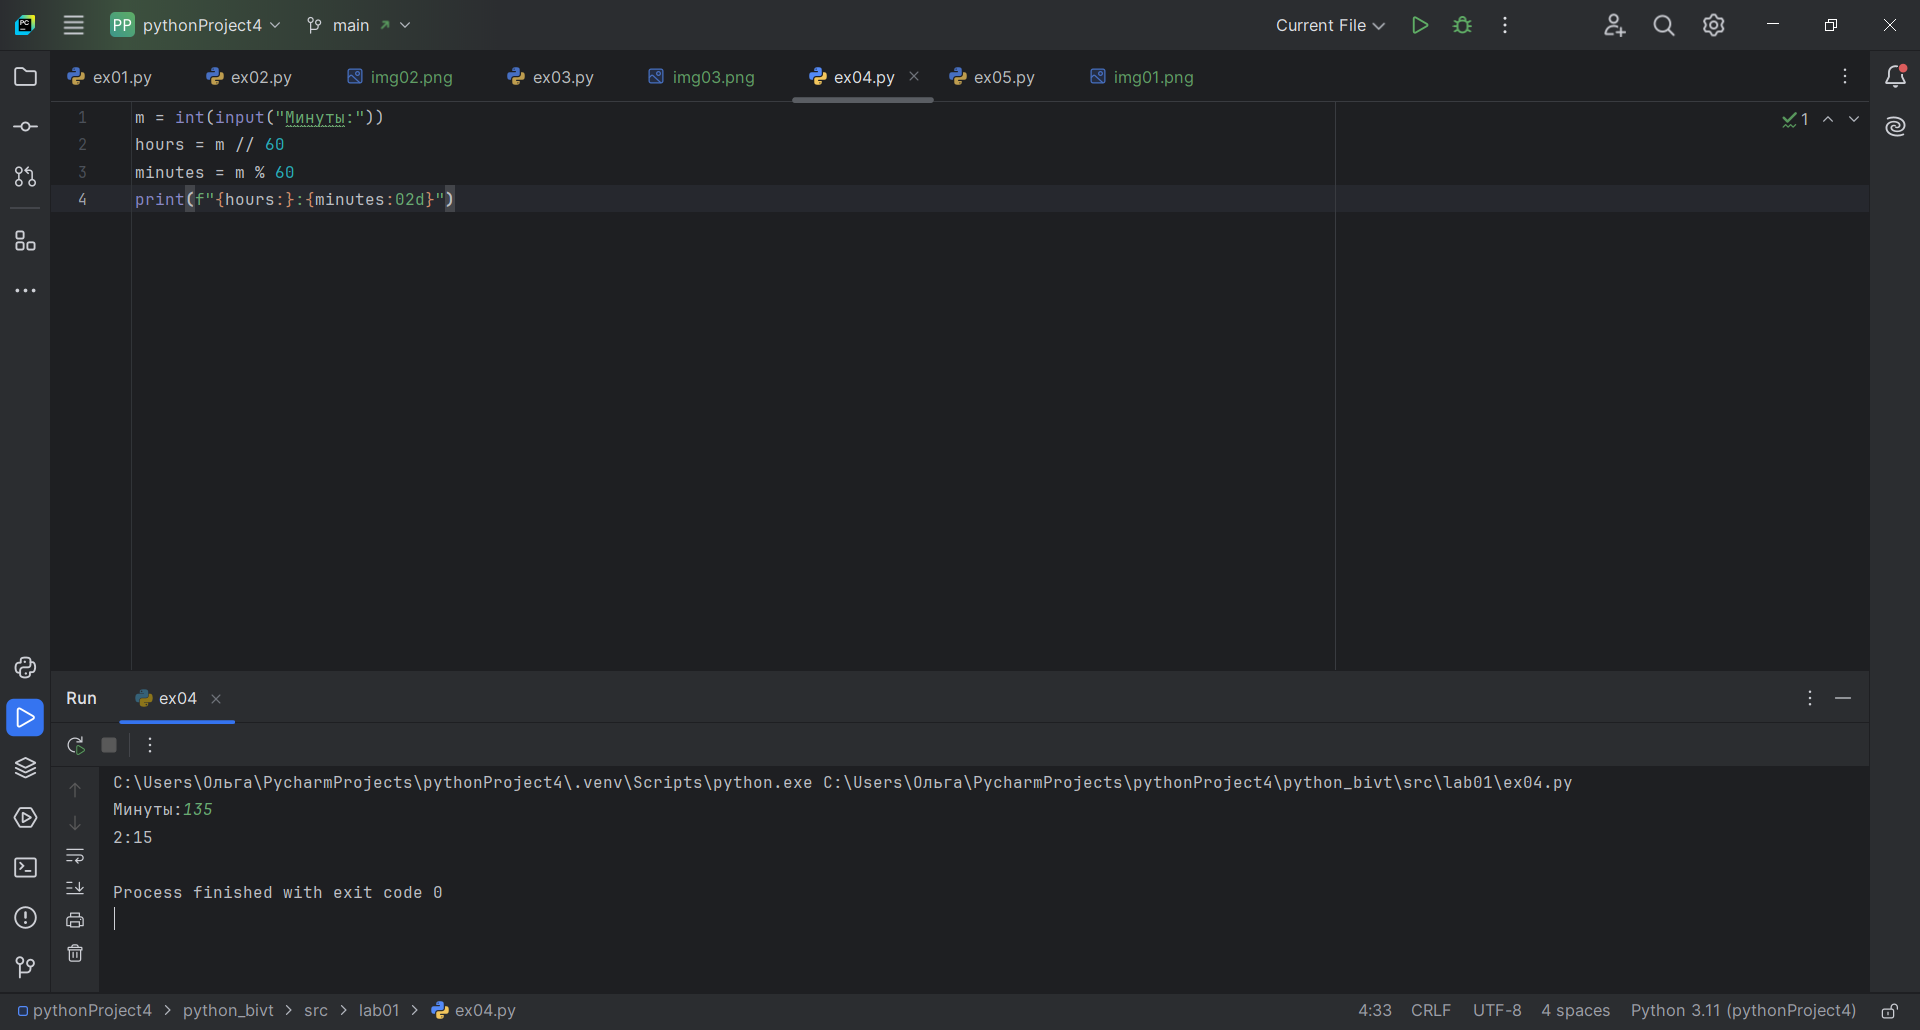 PP pythonProject4 main Current File
ex01.py ex02.py img02.png ex03.py img03.png ex04.py ex05.py img01.png
1 m = int(input("Минуты:"))
2 hours = m // 60
3 minutes = m % 60
4 print(f"{hours:}:{minutes:02d}")
1
Run ex04
C:\Users\Ольга\PycharmProjects\pythonProject4\.venv\Scripts\python.exe C:\Users\Ольга\PycharmProjects\pythonProject4\python_bivt\src\lab01\ex04.py
Минуты:135
2:15
Process finished with exit code 0
pythonProject4 > python_bivt > src > lab01 > ex04.py 4:33 CRLF UTF-8 4 spaces Python 3.11 (pythonProject4)